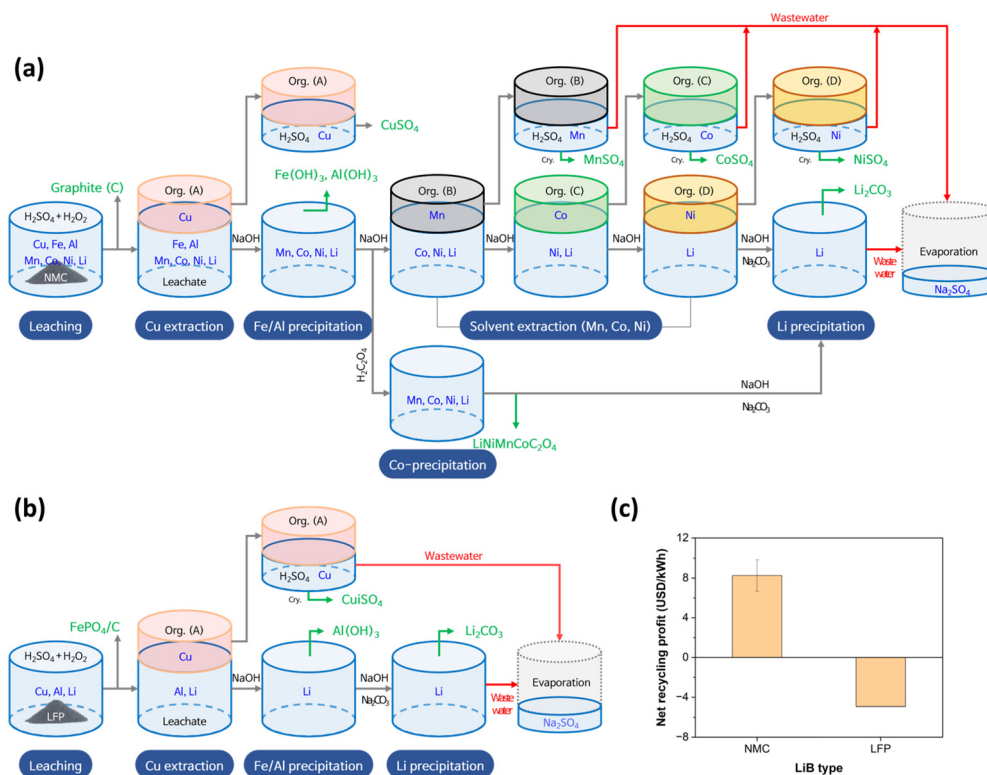 (a)
Wastewater
Org. (A)
H₂SO₄ Cu
CuSO₄
Org. (B)
H₂SO₄ Mn
Cry.
MnSO₄
Org. (C)
H₂SO₄ Co
Cry.
CoSO₄
Org. (D)
H₂SO₄ Ni
Cry.
NiSO₄
Graphite (C)
Fe(OH)₃, Al(OH)₃
Li₂CO₃
H₂SO₄+H₂O₂
Cu, Fe, Al
Mn, Co, Ni, Li
NMC
Org. (A)
Cu
Fe, Al
Mn, Co, Ni, Li
Leachate
NaOH
Mn, Co, Ni, Li
NaOH
Org. (B)
Mn
Co, Ni, Li
NaOH
Org. (C)
Co
Ni, Li
NaOH
Org. (D)
Ni
Li
NaOH
Na₂CO₃
Li
Waste
water
Evaporation
Na₂SO₄
Leaching
Cu extraction
Fe/Al precipitation
Solvent extraction (Mn, Co, Ni)
Li precipitation
H₂C₂O₄
Mn, Co, Ni, Li
NaOH
Na₂CO₃
LiNiMnCoC₂O₄
Co-precipitation
(b)
Org. (A)
H₂SO₄ Cu
Cry.
CuiSO₄
Wastewater
FePO₄/C
Al(OH)₃
Li₂CO₃
H₂SO₄+H₂O₂
Cu, Al, Li
LFP
Org. (A)
Cu
Al, Li
Leachate
NaOH
Li
NaOH
Na₂CO₃
Li
Waste
water
Evaporation
Na₂SO₄
Leaching
Cu extraction
Fe/Al precipitation
Li precipitation
(c)
Net recycling profit (USD/kWh)
12
8
4
0
−4
−8
NMC
LFP
LiB type